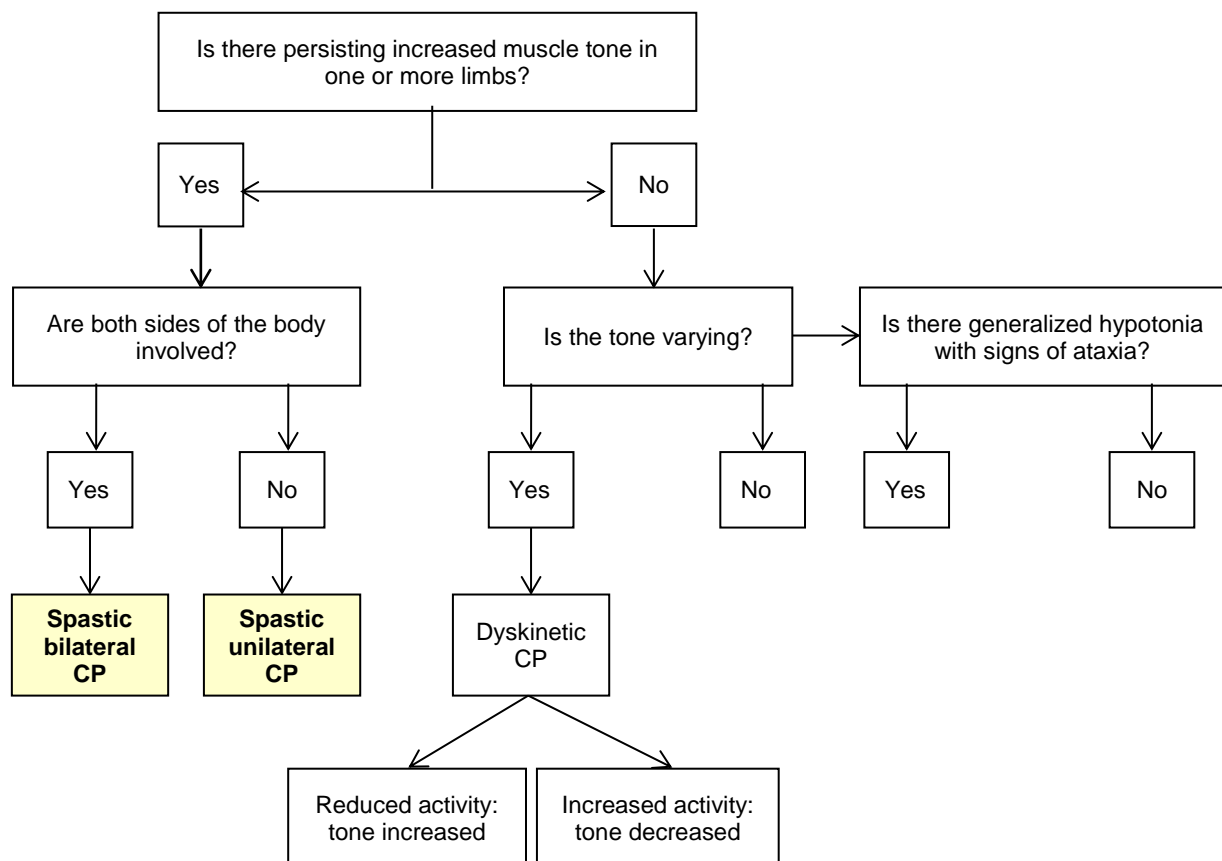 Is there persisting increased muscle tone in
one or more limbs?
Yes
No
Are both sides of the body
involved?
Is the tone varying?
Is there generalized hypotonia
with signs of ataxia?
Yes
No
Yes
No
Yes
No
Spastic
bilateral
CP
Spastic
unilateral
CP
Dyskinetic
CP
Reduced activity:
tone increased
Increased activity:
tone decreased